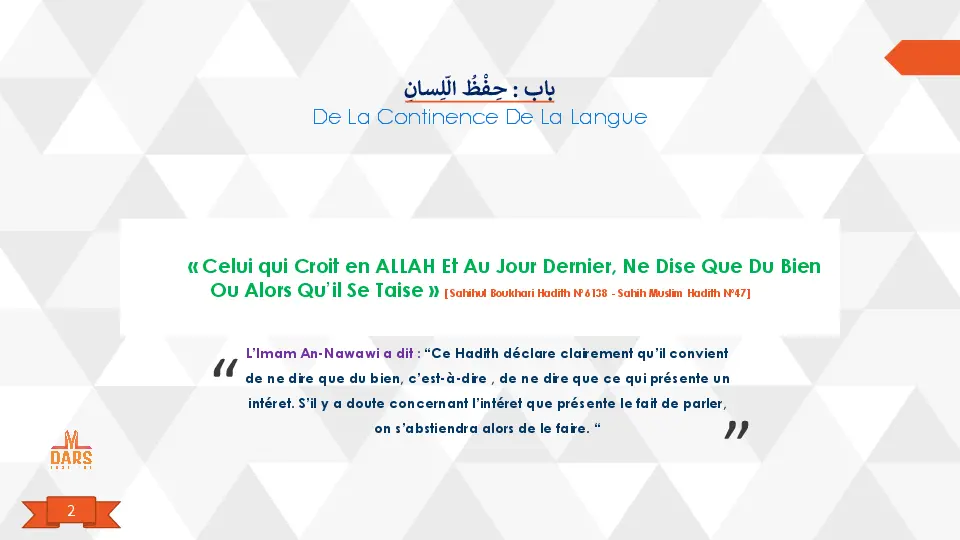 باب : حِفْظُ الَلِّسانِ
De La Continence De La Langue
« Celui qui Croit en ALLAH Et Au Jour Dernier, Ne Dise Que Du Bien
Ou Alors Qu’il Se Taise » [Sahihul Boukhari Hadith N°6138 - Sahih Muslim Hadith N°47]
L’Imam An-Nawawi a dit : “Ce Hadith déclare clairement qu’il convient
de ne dire que du bien, c’est-à-dire , de ne dire que ce qui présente un
intéret. S’il y a doute concernant l’intéret que présente le fait de parler,
on s’abstiendra alors de le faire. “
DARS
2